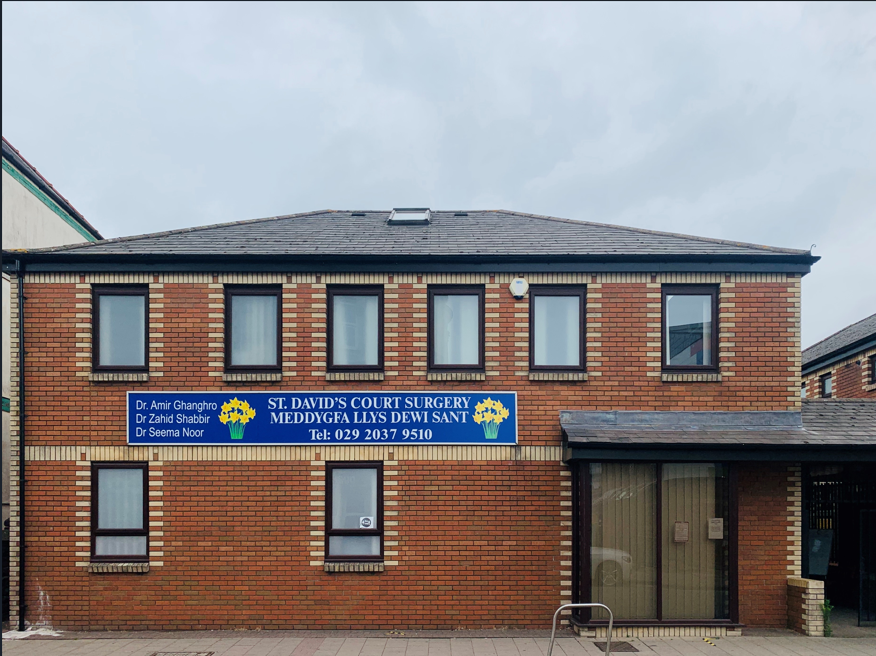 Dr. Amir Ghanghro
Dr Zahid Shabbir
Dr Seema Noor
ST. DAVID'S COURT SURGERY
MEDDYGFA LLYS DEWI SANT
Tel: 029 2037 9510